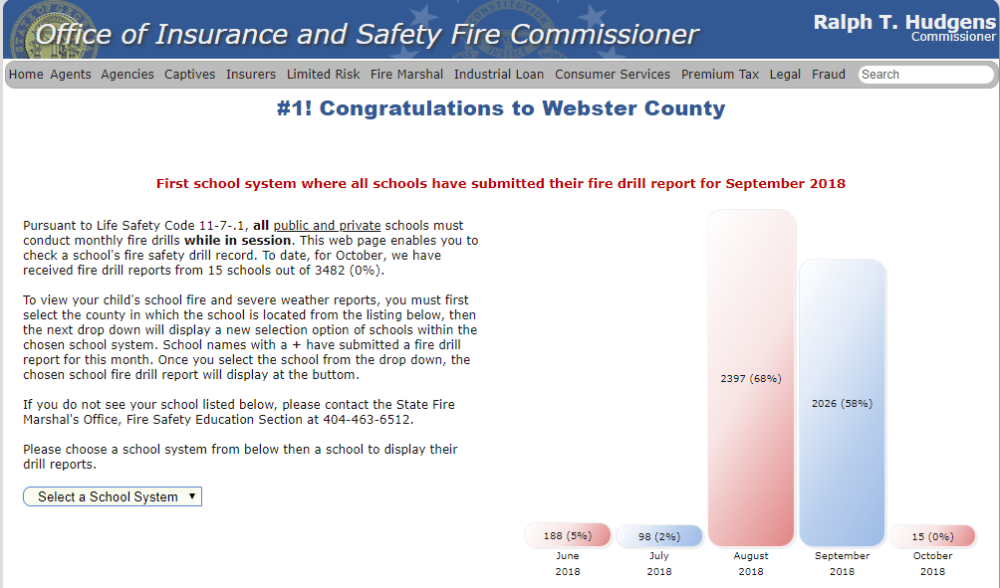 Office of Insurance and Safety Fire Commissioner
Ralph T. Hudgens
Commissioner
Home Agents Agencies Captives Insurers Limited Risk Fire Marshal Industrial Loan Consumer Services Premium Tax Legal Fraud Search
#1! Congratulations to Webster County
First school system where all schools have submitted their fire drill report for September 2018
Pursuant to Life Safety Code 11-7-.1, all public and private schools must
conduct monthly fire drills while in session. This web page enables you to
check a school's fire safety drill record. To date, for October, we have
received fire drill reports from 15 schools out of 3482 (0%).
To view your child's school fire and severe weather reports, you must first
select the county in which the school is located from the listing below, then
the next drop down will display a new selection option of schools within the
chosen school system. School names with a + have submitted a fire drill
report for this month. Once you select the school from the drop down, the
chosen school fire drill report will display at the buttom.
If you do not see your school listed below, please contact the State Fire
Marshal's Office, Fire Safety Education Section at 404-463-6512.
Please choose a school system from below then a school to display their
drill reports.
Select a School System
2397 (68%)
2026 (58%)
188 (5%) 98 (2%) 15 (0%)
June July August September October
2018 2018 2018 2018 2018